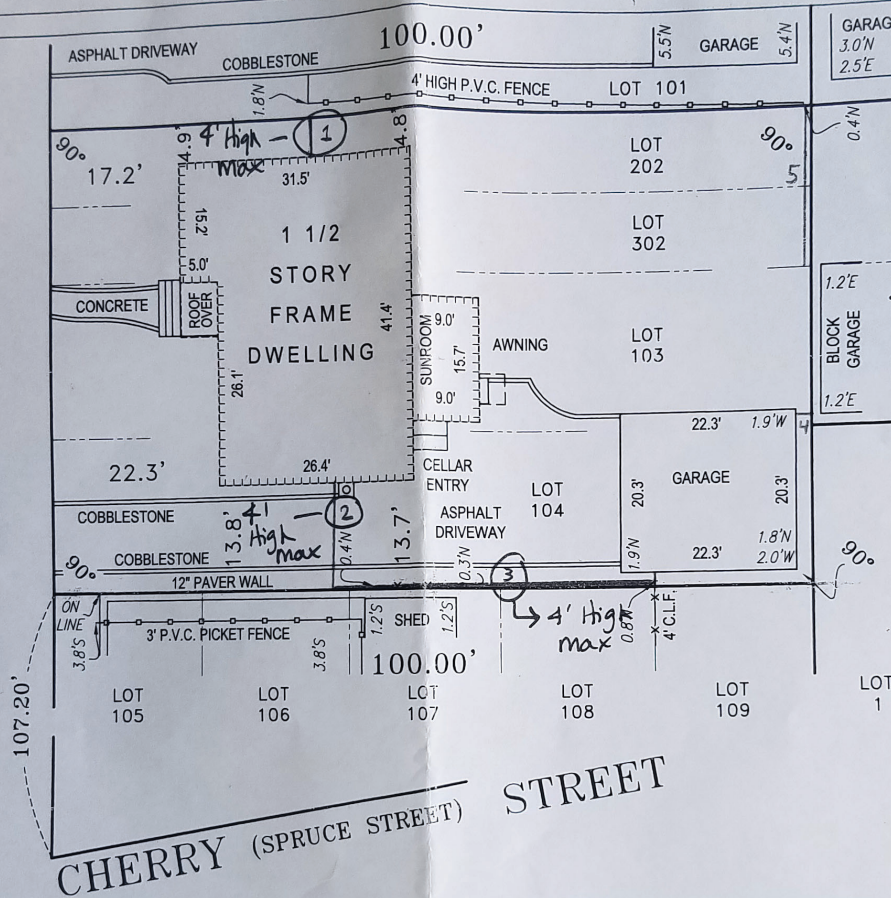 100.00'
ASPHALT DRIVEWAY
COBBLESTONE
5.5'N
GARAGE
5.4'N
GARAG
3.0'N
2.5'E
4' HIGH P.V.C. FENCE
LOT 101
1.8'N
0.4'N
90°
17.2'
4.9'
4' High
max
1
4.8'
31.5'
LOT
202
90°
5
15.2'
5.0'
1 1/2
STORY
FRAME
DWELLING
41.4'
26.1'
26.4'
LOT
302
CONCRETE
ROOF
OVER
SUNROOM
9.0'
15.7'
9.0'
AWNING
LOT
103
1.2'E
BLOCK
GARAGE
1.2'E
22.3'
CELLAR
ENTRY
LOT
104
ASPHALT
DRIVEWAY
22.3'
1.9'W
4
20.3'
GARAGE
20.3'
1.9'N
22.3'
1.8'N
2.0'W
COBBLESTONE
13.8'
4'
High
max
2
0.4'N
13.7'
0.3'N
COBBLESTONE
90°
12" PAVER WALL
3
90°
ON
LINE
3.8'S
3' P.V.C. PICKET FENCE
3.8'S
1.2'S
SHED
1.2'S
4' High
max
4' C.L.F.
100.00'
107.20'
LOT
105
LOT
106
LOT
107
LOT
108
LOT
109
LOT
1
CHERRY (SPRUCE STREET) STREET